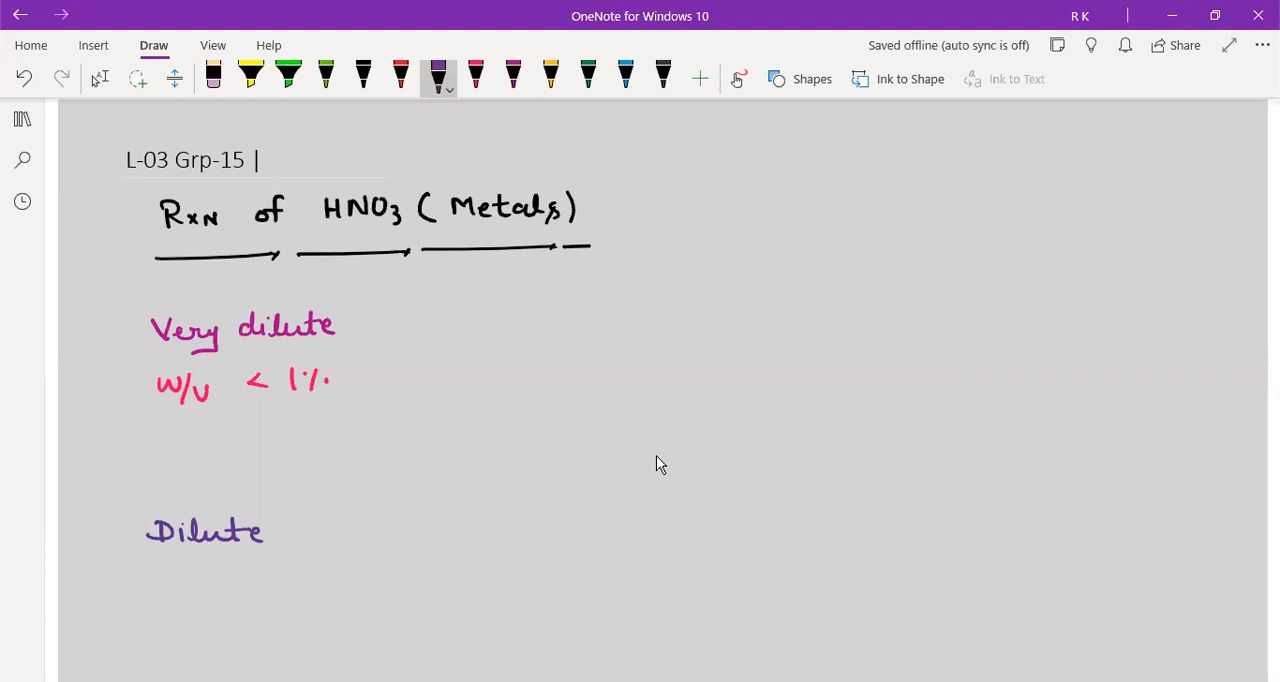 OneNote for Windows 10
R K
Home Insert Draw View Help
Saved offline (auto sync is off)
Share
Shapes
Ink to Shape
Ink to Text
L-03 Grp-15
Rxn of HNO3 (Metals)
Very dilute
W/V < 1%
Dilute